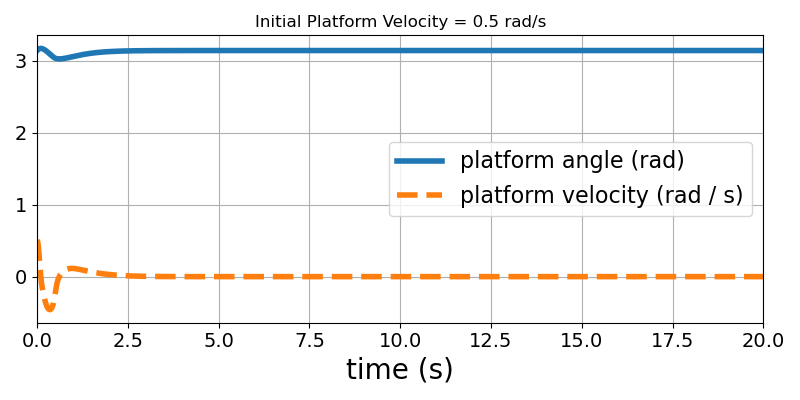 Initial Platform Velocity = 0.5 rad/s
3
2
1
0
platform angle (rad)
platform velocity (rad / s)
0.0 2.5 5.0 7.5 10.0 12.5 15.0 17.5 20.0
time (s)